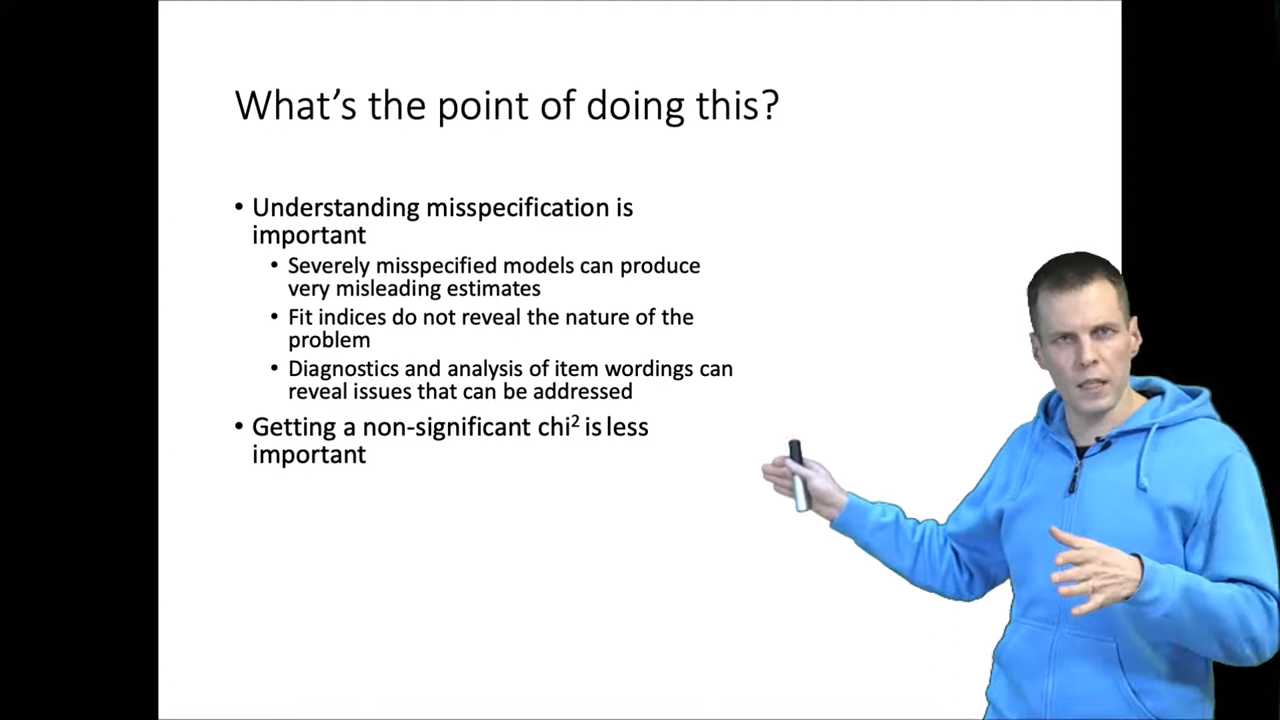 What's the point of doing this?
• Understanding misspecification is
important
• Severely misspecified models can produce
very misleading estimates
• Fit indices do not reveal the nature of the
problem
• Diagnostics and analysis of item wordings can
reveal issues that can be addressed
• Getting a non-significant chi² is less
important